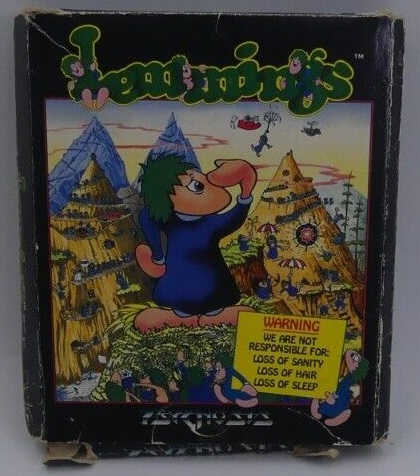 Lemmings
TM
WARNING
WE ARE NOT
RESPONSIBLE FOR:
LOSS OF SANITY
LOSS OF HAIR
LOSS OF SLEEP
PSYGNOSIS